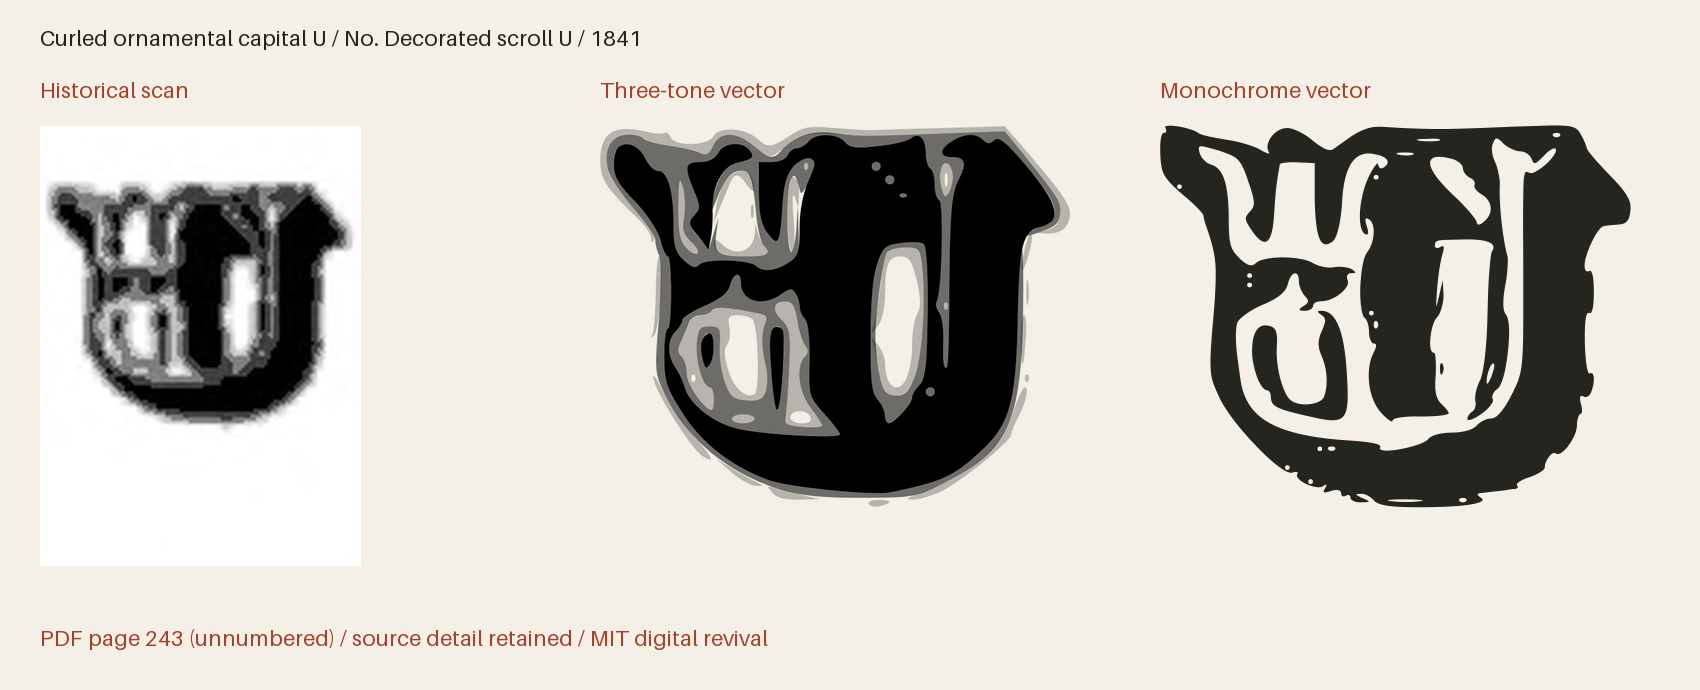 Curled ornamental capital U / No. Decorated scroll U / 1841
Historical scan
Three-tone vector
Monochrome vector
U
U
U
PDF page 243 (unnumbered) / source detail retained / MIT digital revival